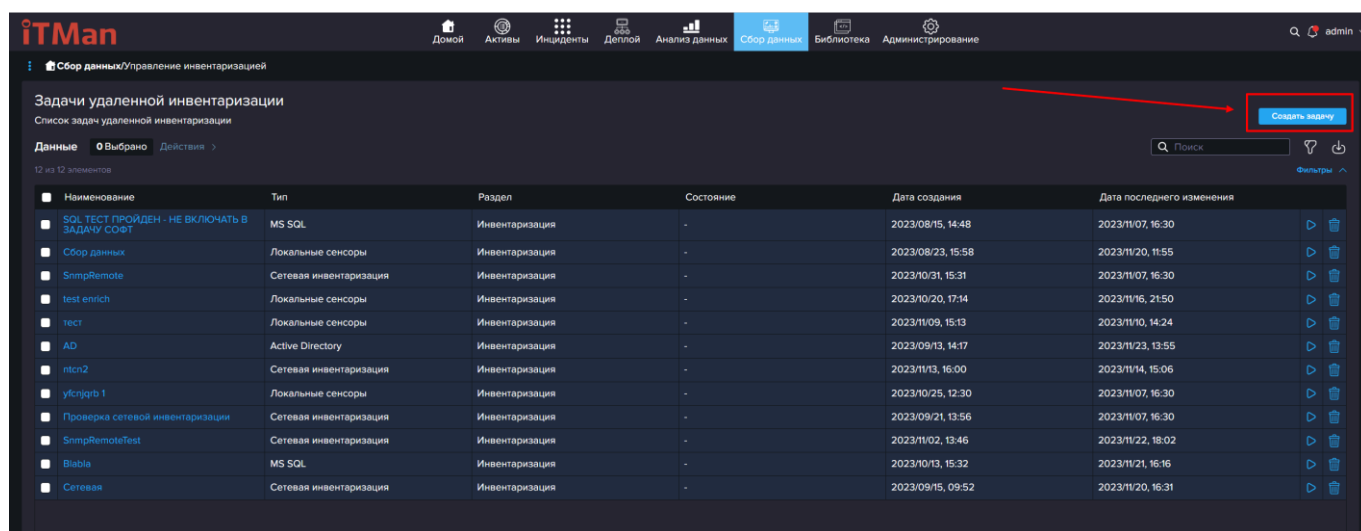 iTMan
Домой Активы Инциденты Деплой Анализ данных Сбор данных Библиотека Администрирование admin
Сбор данных/Управление инвентаризацией
Задачи удаленной инвентаризации
Список задач удаленной инвентаризации
Создать задачу
Данные 0 Выбрано Действия > Поиск
12 из 12 элементов Фильтры
Наименование Тип Раздел Состояние Дата создания Дата последнего изменения
SQL ТЕСТ ПРОЙДЕН - НЕ ВКЛЮЧАТЬ В
ЗАДАЧУ СОФТ MS SQL Инвентаризация - 2023/08/15, 14:48 2023/11/07, 16:30
Сбор данных Локальные сенсоры Инвентаризация - 2023/08/23, 15:58 2023/11/20, 11:55
SnmpRemote Сетевая инвентаризация Инвентаризация - 2023/10/31, 15:31 2023/11/07, 16:30
test enrich Локальные сенсоры Инвентаризация - 2023/10/20, 17:14 2023/11/16, 21:50
тест Локальные сенсоры Инвентаризация - 2023/11/09, 15:13 2023/11/10, 14:24
AD Active Directory Инвентаризация - 2023/09/13, 14:17 2023/11/23, 13:55
ntcn2 Сетевая инвентаризация Инвентаризация - 2023/11/13, 16:00 2023/11/14, 15:06
yfcnjqrb 1 Локальные сенсоры Инвентаризация - 2023/10/25, 12:30 2023/11/07, 16:30
Проверка сетевой инвентаризации Сетевая инвентаризация Инвентаризация - 2023/09/21, 13:56 2023/11/07, 16:30
SnmpRemoteTest Сетевая инвентаризация Инвентаризация - 2023/11/02, 13:46 2023/11/22, 18:02
Blabla MS SQL Инвентаризация - 2023/10/13, 15:32 2023/11/21, 16:16
Сетевая Сетевая инвентаризация Инвентаризация - 2023/09/15, 09:52 2023/11/20, 16:31